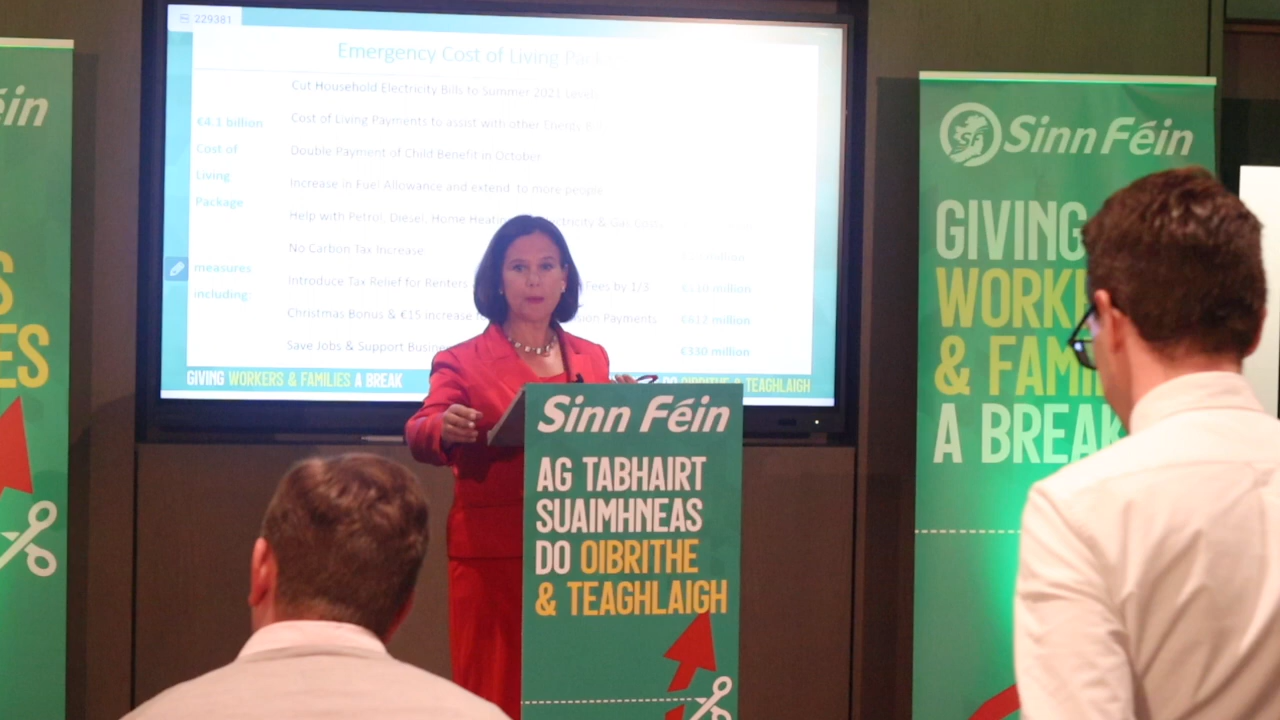 éin
S
ES
229381
Emergency Cost of Living
Cut Household Electricity Bills to Summer 2021 Levels
€4.1 billion
Cost of Living Payments to assist with other Energy
Cost of
Double Payment of Child Benefit in October
Living
Increase in Fuel Allowance and extend to more people
Package
Help with Petrol, Diesel, Home Heating & Gas
No Carbon Tax Increase
measures
Introduce Tax Relief for Renters Fees by 1/3
million
including:
Christmas Bonus & €15 increase Payments €612 million
Save Jobs & Support €330 million
GIVING WORKERS & FAMILIES A BREAK
DO OIBRITHE & TEAGHLAIGH
Sinn Féin
AG TABHAIRT
SUAIMHNEAS
DO OIBRITHE
& TEAGHLAIGH
SF Sinn Féin
GIVING
WORK
& FAMI
A BREAK